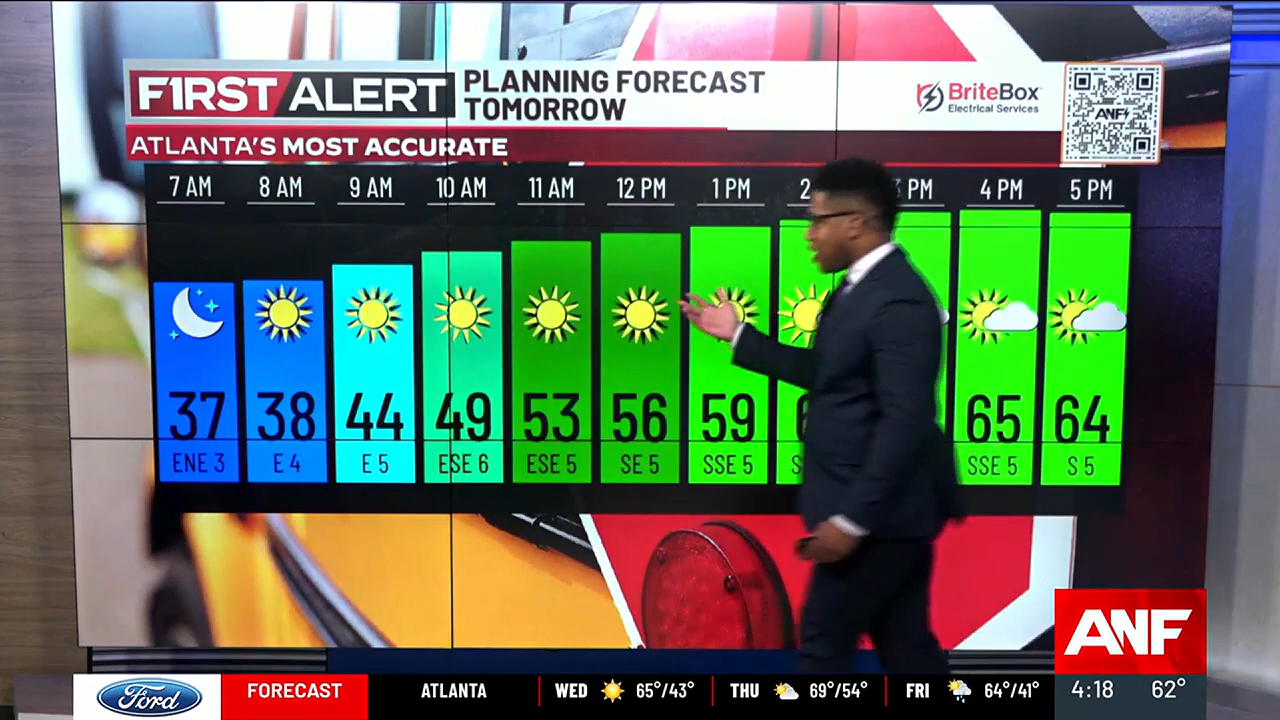 FIRST ALERT PLANNING FORECAST
TOMORROW
BriteBox
Electrical Services
ANF
ATLANTA'S MOST ACCURATE
7 AM 8 AM 9 AM 10 AM 11 AM 12 PM 1 PM 2 PM 4 PM 5 PM
37 38 44 49 53 56 59 65 64
ENE 3 E 4 E 5 ESE 6 ESE 5 SE 5 SSE 5 S SSE 5 S 5
ANF
Ford FORECAST ATLANTA WED 65°/43° THU 69°/54° FRI 64°/41° 4:18 62°